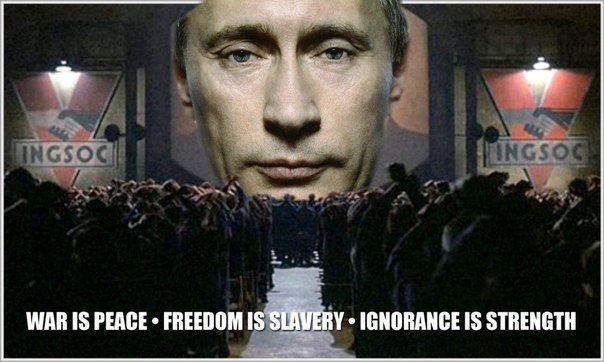 INGSOC
INGSOC
WAR IS PEACE • FREEDOM IS SLAVERY • IGNORANCE IS STRENGTH